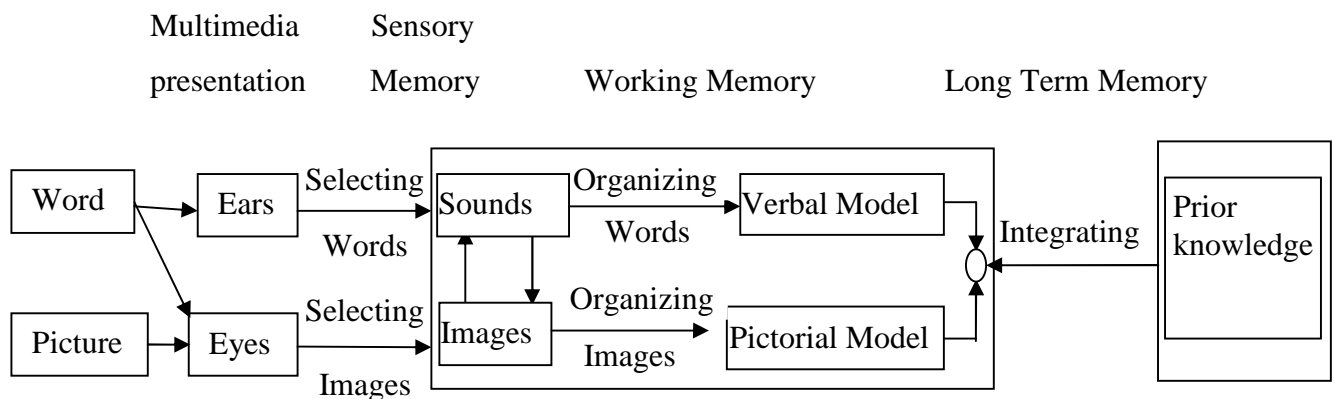 Multimedia Sensory
presentation Memory Working Memory Long Term Memory
Word
Ears
Selecting
Words
Sounds
Organizing
Words
Verbal Model
Integrating
Prior
knowledge
Picture
Eyes
Selecting
Images
Images
Organizing
Images
Pictorial Model